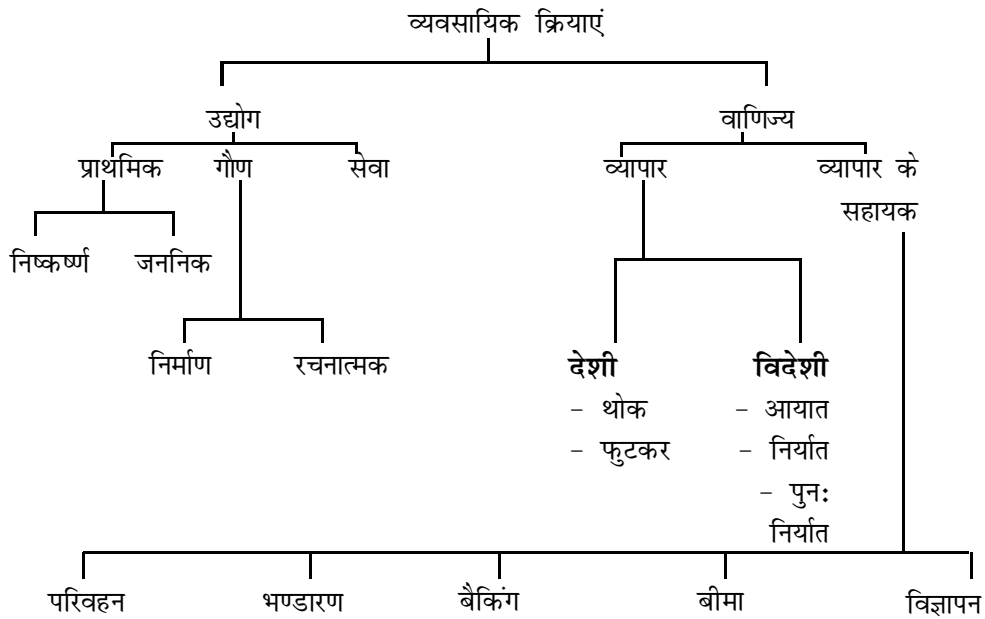 व्यवसायिक क्रियाएं
उद्योग वाणिज्य
प्राथमिक गौण सेवा व्यापार व्यापार के
सहायक
निष्कर्ष्ण जननिक
निर्माण रचनात्मक देशी विदेशी
- थोक - आयात
- फुटकर - निर्यात
- पुन:
निर्यात
परिवहन भण्डारण बैकिंग बीमा विज्ञापन